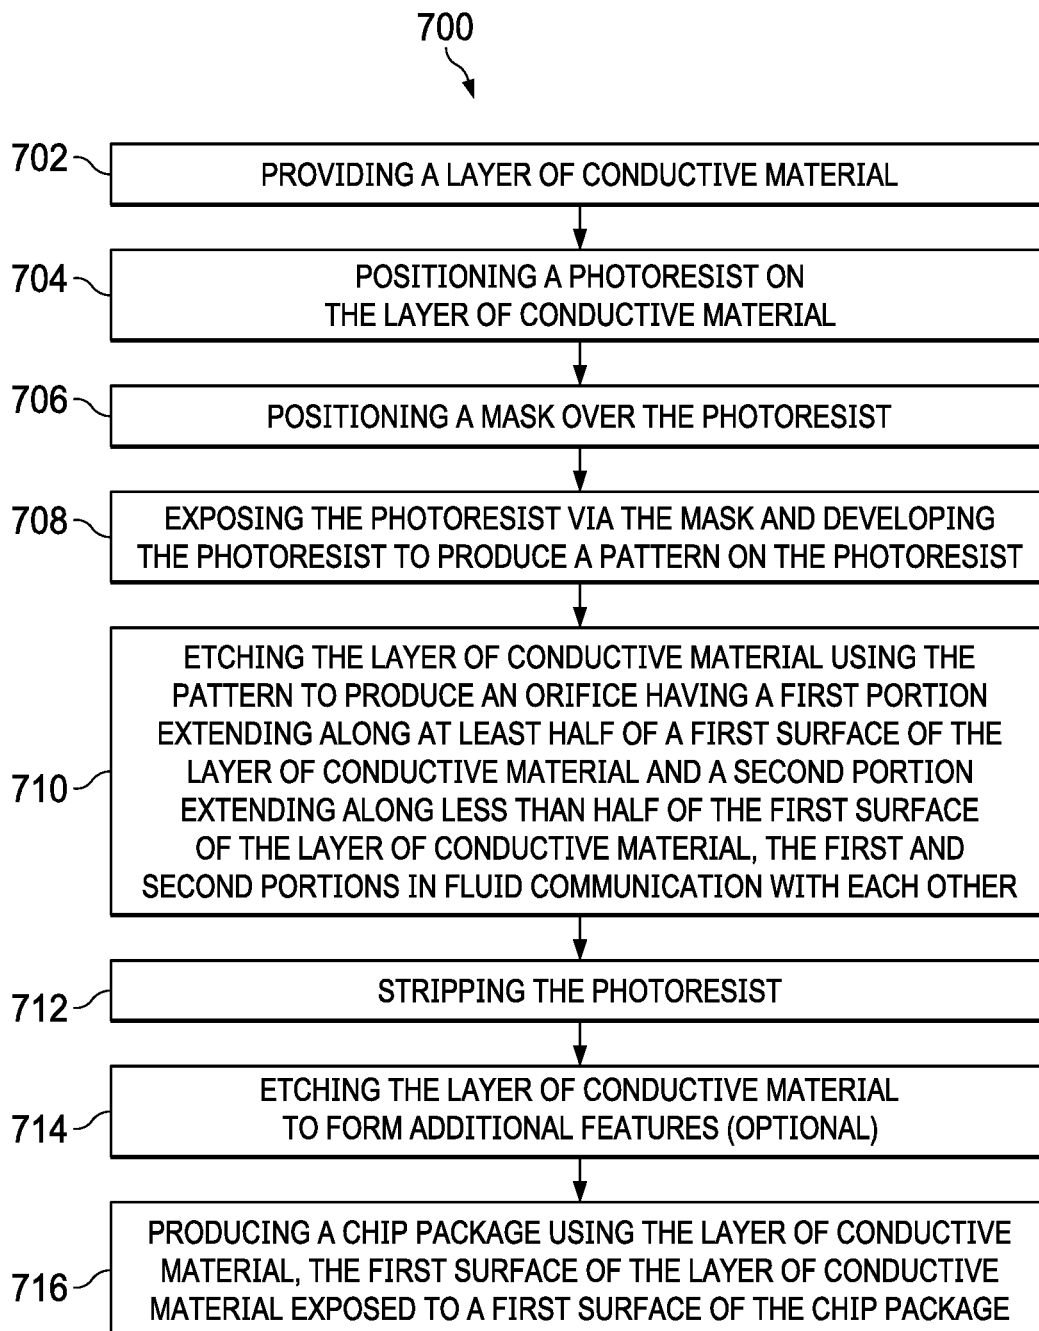 700
702
PROVIDING A LAYER OF CONDUCTIVE MATERIAL
704
POSITIONING A PHOTORESIST ON
THE LAYER OF CONDUCTIVE MATERIAL
706
POSITIONING A MASK OVER THE PHOTORESIST
708
EXPOSING THE PHOTORESIST VIA THE MASK AND DEVELOPING
THE PHOTORESIST TO PRODUCE A PATTERN ON THE PHOTORESIST
710
ETCHING THE LAYER OF CONDUCTIVE MATERIAL USING THE
PATTERN TO PRODUCE AN ORIFICE HAVING A FIRST PORTION
EXTENDING ALONG AT LEAST HALF OF A FIRST SURFACE OF THE
LAYER OF CONDUCTIVE MATERIAL AND A SECOND PORTION
EXTENDING ALONG LESS THAN HALF OF THE FIRST SURFACE
OF THE LAYER OF CONDUCTIVE MATERIAL, THE FIRST AND
SECOND PORTIONS IN FLUID COMMUNICATION WITH EACH OTHER
712
STRIPPING THE PHOTORESIST
714
ETCHING THE LAYER OF CONDUCTIVE MATERIAL
TO FORM ADDITIONAL FEATURES (OPTIONAL)
716
PRODUCING A CHIP PACKAGE USING THE LAYER OF CONDUCTIVE
MATERIAL, THE FIRST SURFACE OF THE LAYER OF CONDUCTIVE
MATERIAL EXPOSED TO A FIRST SURFACE OF THE CHIP PACKAGE